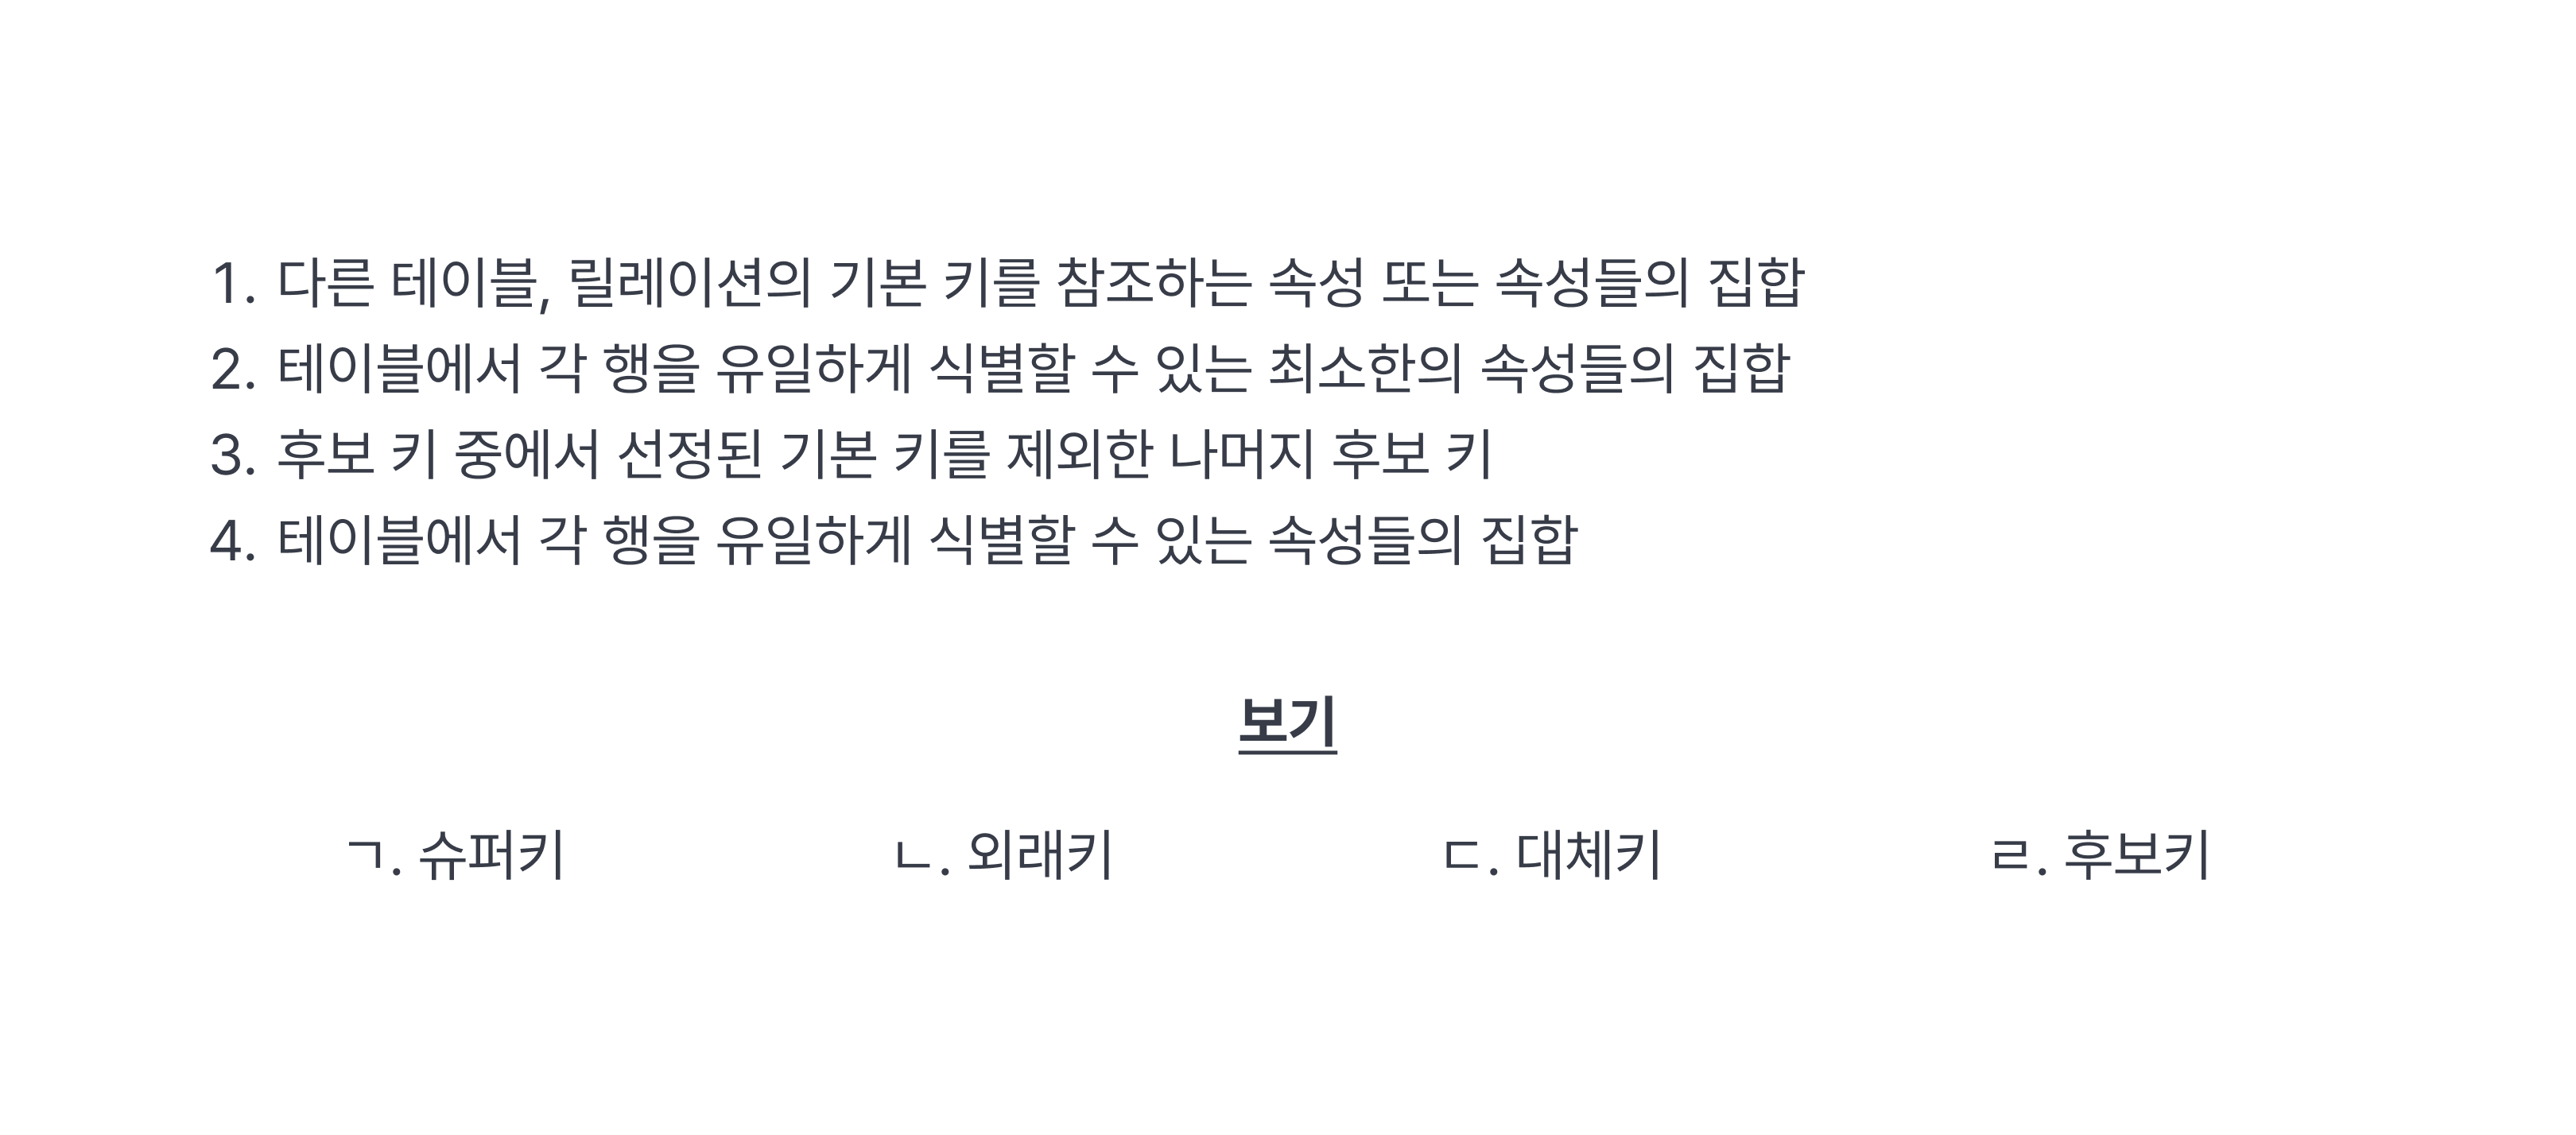 1. 다른 테이블, 릴레이션의 기본 키를 참조하는 속성 또는 속성들의 집합
2. 테이블에서 각 행을 유일하게 식별할 수 있는 최소한의 속성들의 집합
3. 후보 키 중에서 선정된 기본 키를 제외한 나머지 후보 키
4. 테이블에서 각 행을 유일하게 식별할 수 있는 속성들의 집합
보기
ㄱ. 슈퍼키 ㄴ. 외래키 ㄷ. 대체키 ㄹ. 후보키